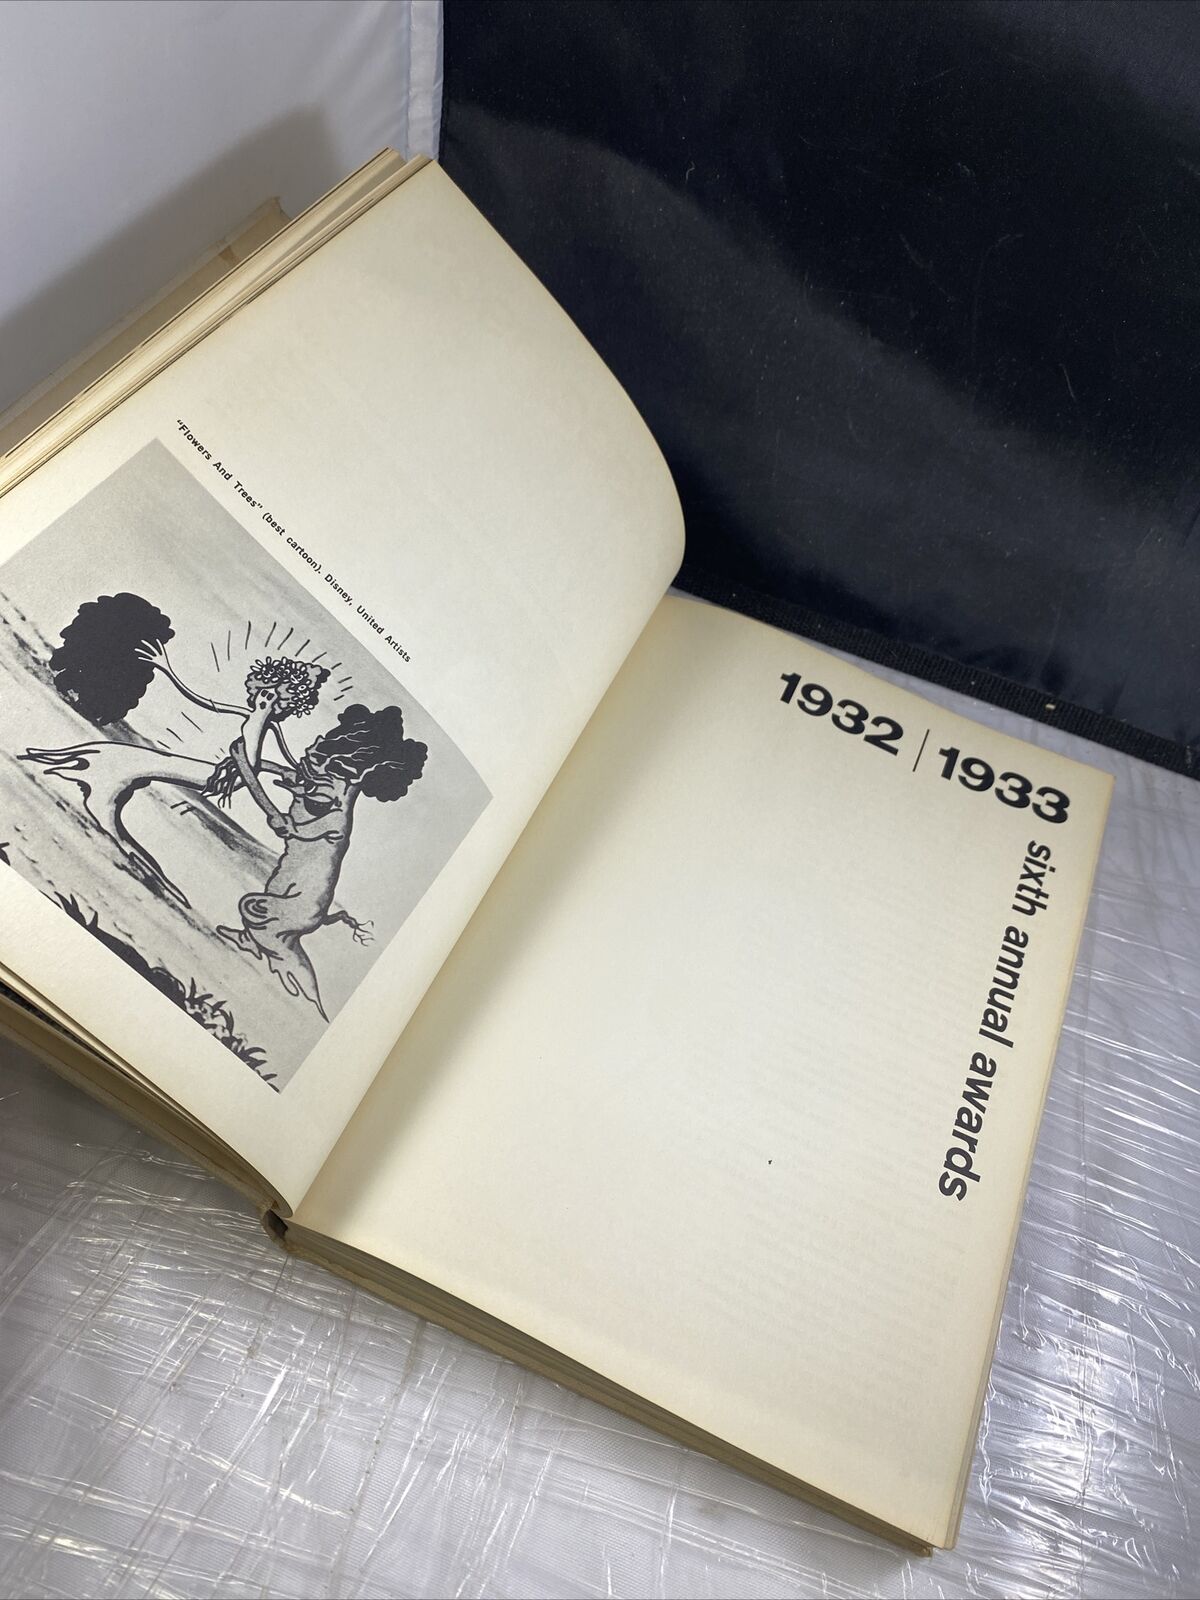 “Flowers And Trees” (best cartoon). Disney, United Artists
1932 | 1933
sixth annual awards